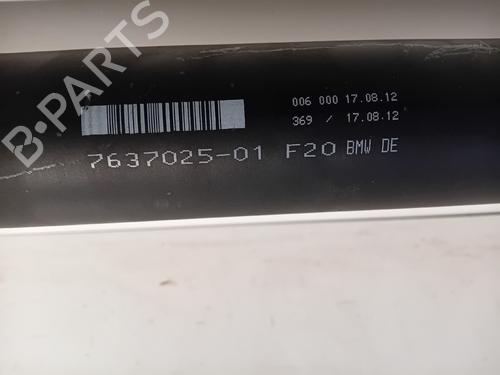 B-PARTS
006 000 17.08.12
369 / 17.08.12
7637025-01 F20 BMW DE